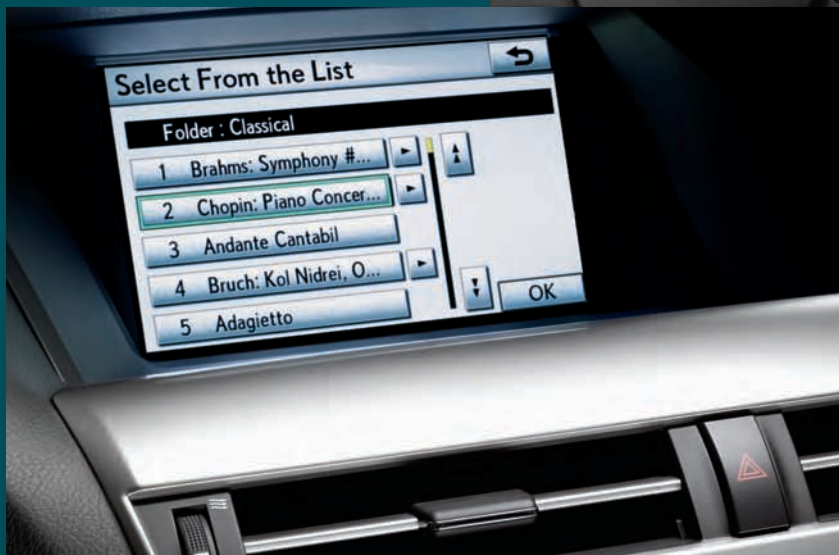 Select From the List
Folder : Classical
1 Brahms: Symphony #...
2 Chopin: Piano Concer...
3 Andante Cantabil
4 Bruch: Kol Nidrei, O...
5 Adagietto
OK